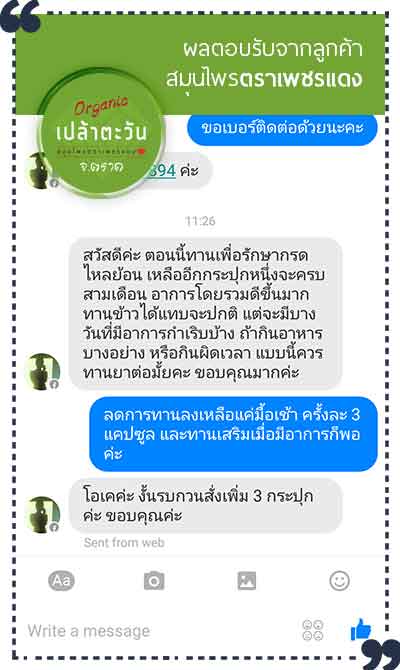 ผลตอบรับจากลูกค้า
สมุนไพรตราเพชรแดง
Organic
เปล้าตะวัน
สมุนไพรตราเพชรแดง
จ.ตราด
ขอเบอร์ติดต่อด้วยนะคะ
394 ค่ะ
11:26
สวัสดีค่ะ ตอนนี้ทานเพื่อรักษากรด
ไหลย้อน เหลืออีกกระปุกหนึ่งจะครบ
สามเดือน อาการโดยรวมดีขึ้นมาก
ทานข้าวได้แทบจะปกติ แต่จะมีบาง
วันที่มีอาการกำเริบบ้าง ถ้ากินอาหาร
บางอย่าง หรือกินผิดเวลา แบบนี้ควร
ทานยาต่อมั้ยคะ ขอบคุณมากค่ะ
ลดการทานลงเหลือแค่มื้อเช้า ครั้งละ 3
แคปซูล และทานเสริมเมื่อมีอาการก็พอ
ค่ะ
โอเคค่ะ งั้นรบกวนสั่งเพิ่ม 3 กระปุก
ค่ะ ขอบคุณค่ะ
Sent from web
Aa
Write a message